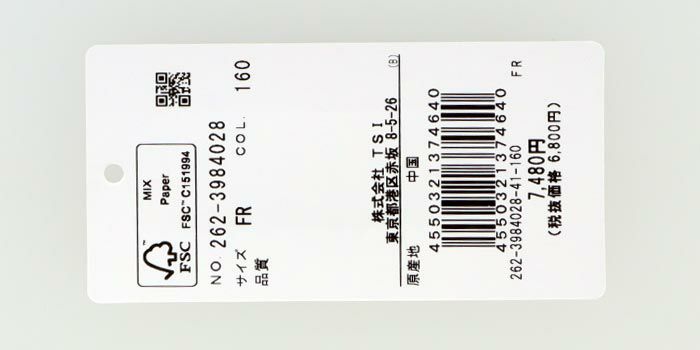 MIX
Paper
FSC™ C151994
™
FSC
NO. 262-3984028
サイズ FR COL. 160
品質
株式会社 TSI
東京都港区赤坂 8-5-26
(B)
原産地 中国
4550321374640
4550321374640
FR
262-3984028-41-160
7,480円
(税抜価格 6,800円)